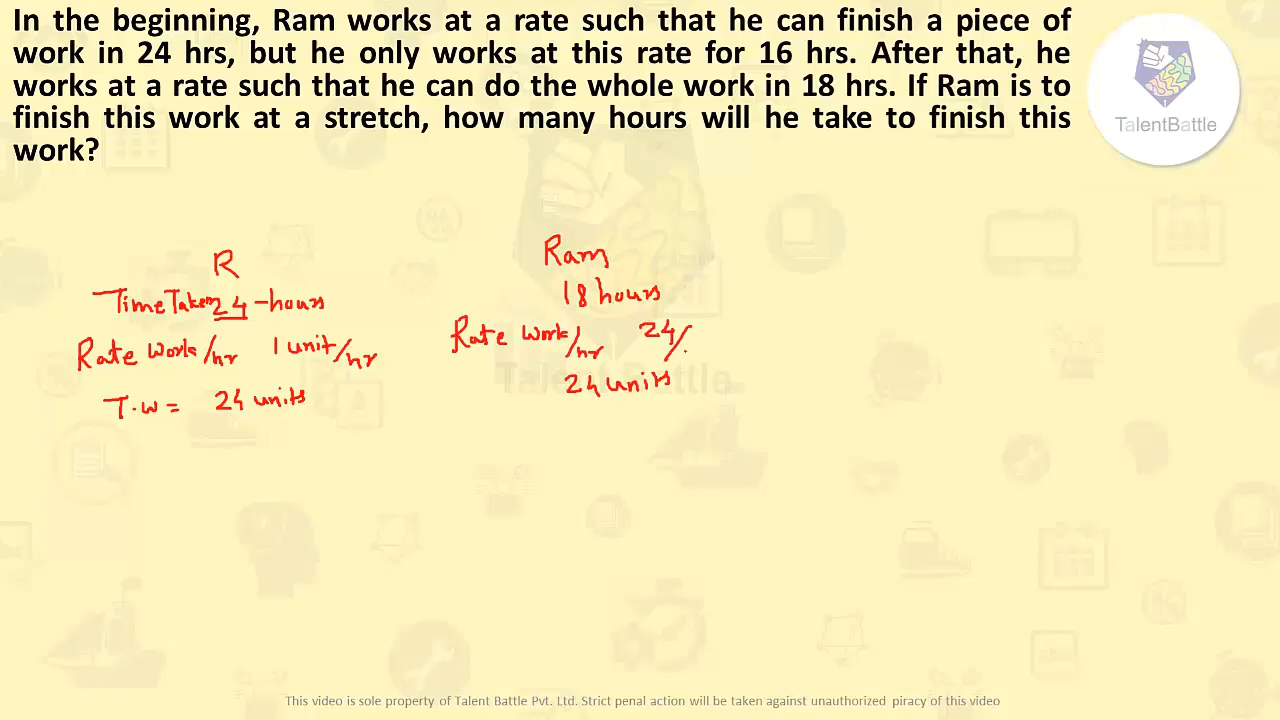 In the beginning, Ram works at a rate such that he can finish a piece of
work in 24 hrs, but he only works at this rate for 16 hrs. After that, he
works at a rate such that he can do the whole work in 18 hrs. If Ram is to
finish this work at a stretch, how many hours will he take to finish this
work?
TalentBattle
R
Time Taken 24 - hours
Rate Work/hr 1 unit/hr
T.W = 24 units
Ram
18 hours
Rate Work/hr 24/
24 units
Talent Battle
This video is sole property of Talent Battle Pvt. Ltd. Strict penal action will be taken against unauthorized piracy of this video